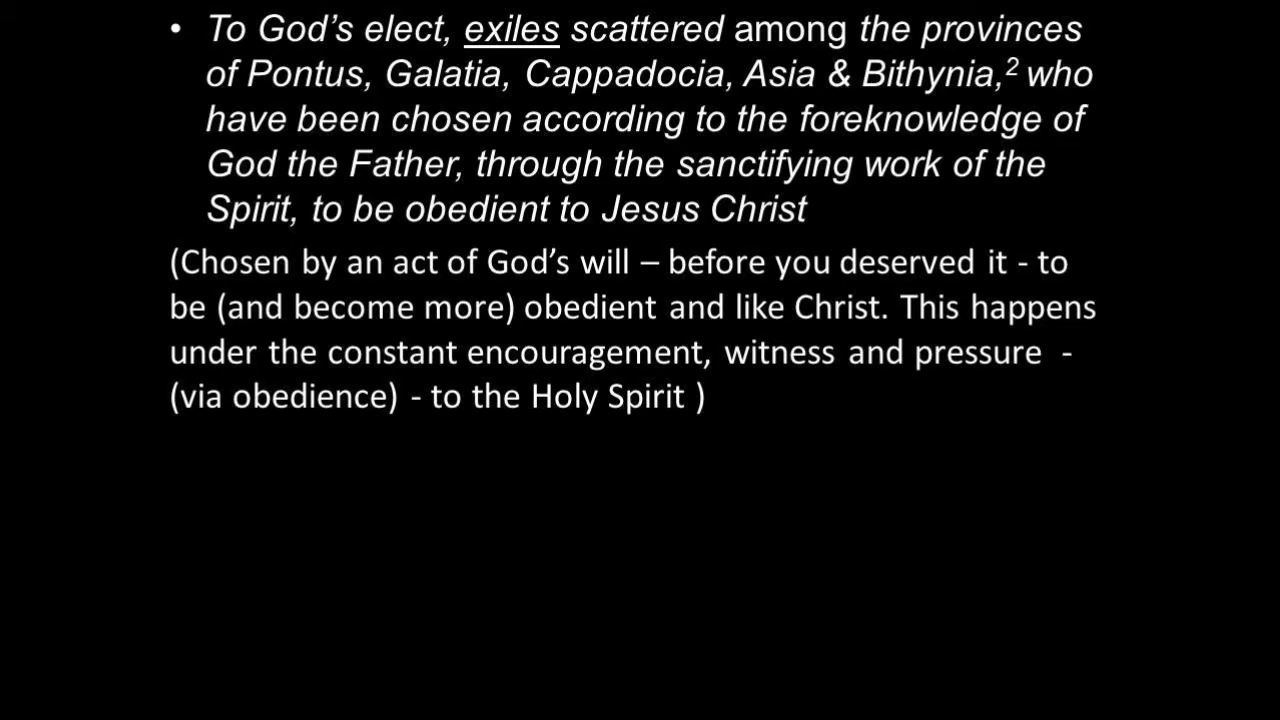 • To God's elect, exiles scattered among the provinces
of Pontus, Galatia, Cappadocia, Asia & Bithynia,² who
have been chosen according to the foreknowledge of
God the Father, through the sanctifying work of the
Spirit, to be obedient to Jesus Christ
(Chosen by an act of God's will – before you deserved it - to
be (and become more) obedient and like Christ. This happens
under the constant encouragement, witness and pressure -
(via obedience) - to the Holy Spirit )